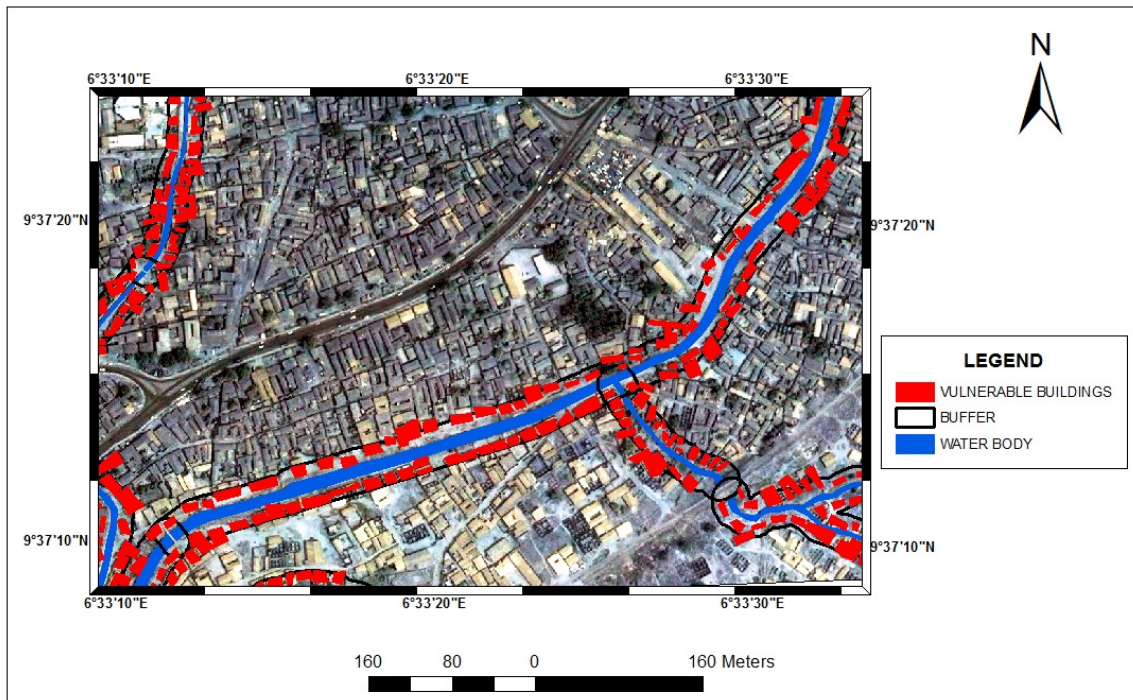 N
6°33'10"E 6°33'20"E 6°33'30"E
9°37'20"N 9°37'20"N
LEGEND
VULNERABLE BUILDINGS
BUFFER
WATER BODY
9°37'10"N 9°37'10"N
6°33'10"E 6°33'20"E 6°33'30"E
160 80 0 160 Meters